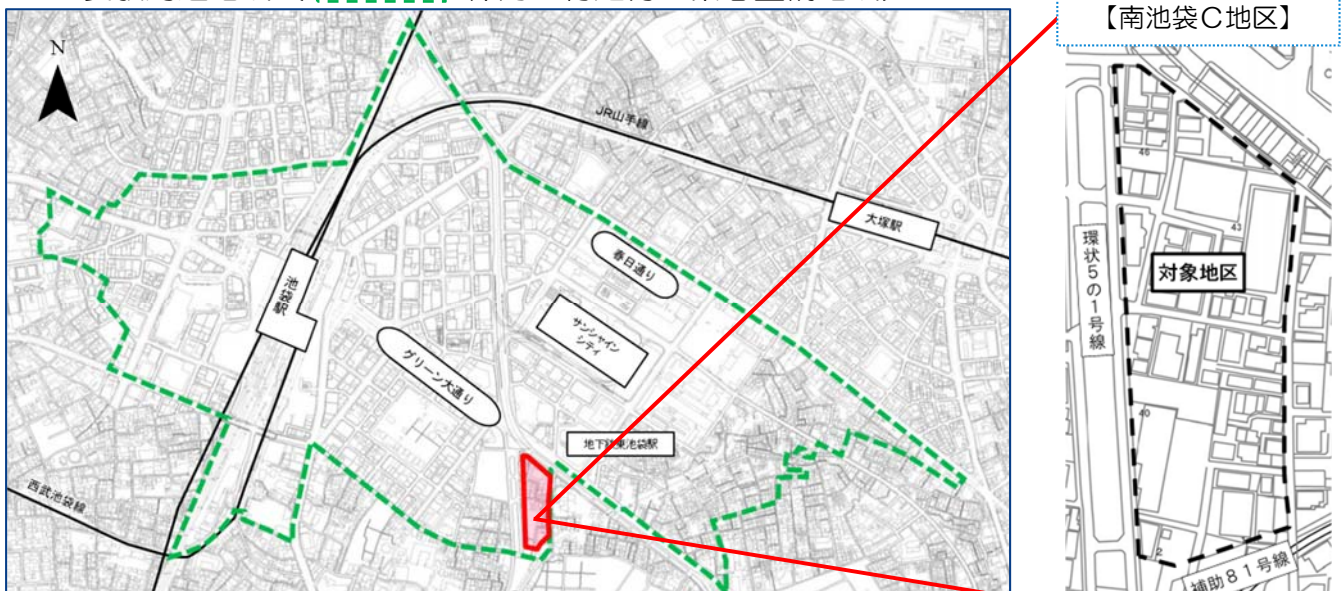 【南池袋C地区】
N
JR山手線
大塚駅
春日通り
池袋駅
サンシャイン
シティ
グリーン大通り
地下鉄東池袋駅
西武池袋線
46
43
環状5の1号線
対象地区
40
2
補助81号線